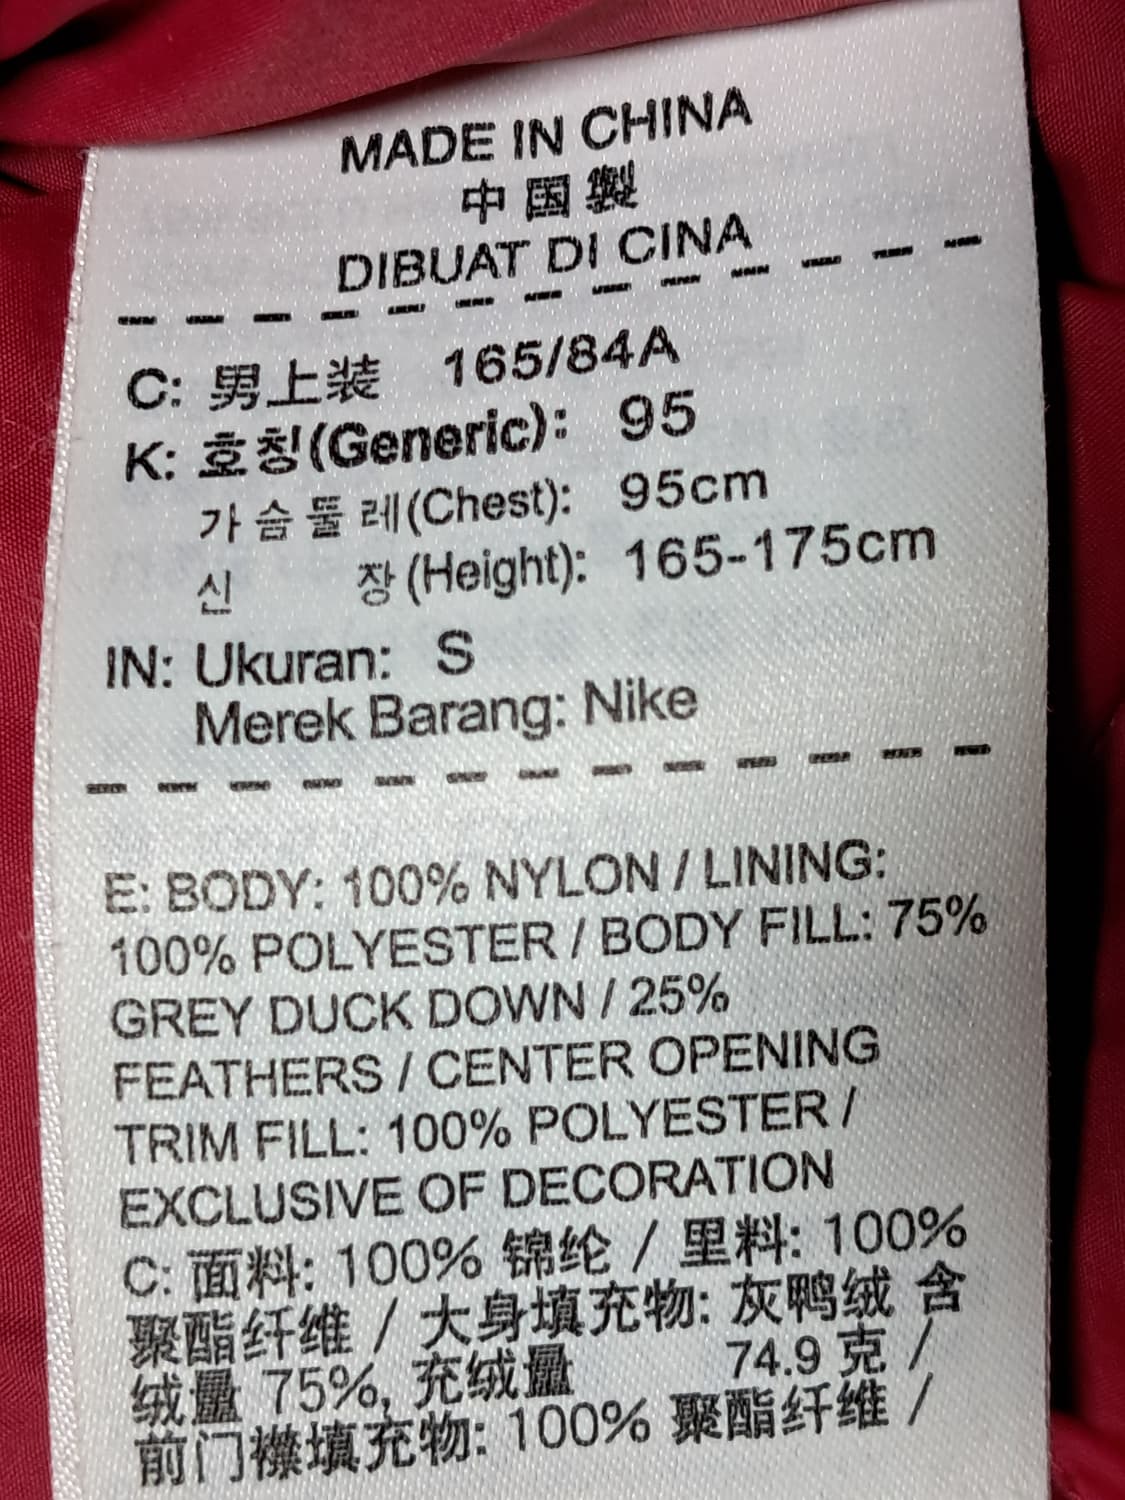 MADE IN CHINA
中国製
DIBUAT DI CINA
C: 男上装 165/84A
K: 호칭(Generic): 95
가슴둘레(Chest): 95cm
신 장(Height): 165-175cm
IN: Ukuran: S
Merek Barang: Nike
E: BODY: 100% NYLON / LINING:
100% POLYESTER / BODY FILL: 75%
GREY DUCK DOWN / 25%
FEATHERS / CENTER OPENING
TRIM FILL: 100% POLYESTER /
EXCLUSIVE OF DECORATION
C: 面料: 100% 锦纶 / 里料: 100%
聚酯纤维 / 大身填充物: 灰鸭绒 含
绒量 75%, 充绒量 74.9 克 /
前门襟填充物: 100% 聚酯纤维 /